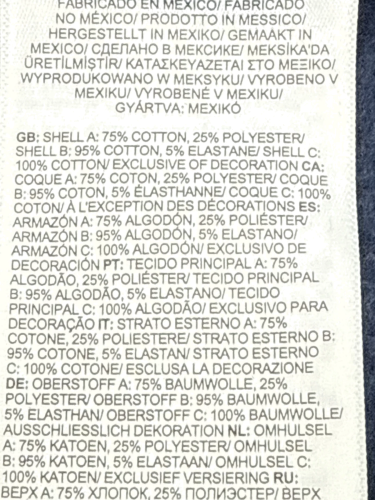 FABRICADO EN MÉXICO/ FABRICADO
NO MÉXICO/ PRODOTTO IN MESSICO/
HERGESTELLT IN MEXIKO/ GEMAAKT IN
MEXICO/ СДЕЛАНО В МЕКСИКЕ/ MEKSİKA'DA
ÜRETİLMİŞTİR/ ΚΑΤΑΣΚΕΥΑΖΕΤΑΙ ΣΤΟ ΜΕΞΙΚΟ/
WYPRODUKOWANO W MEKSYKU/ VYROBENO V
MEXIKU/ VYROBENÉ V MEXIKU/
GYÁRTVA: MEXIKÓ
GB: SHELL A: 75% COTTON, 25% POLYESTER/
SHELL B: 95% COTTON, 5% ELASTANE/ SHELL C:
100% COTTON/ EXCLUSIVE OF DECORATION CA:
COQUE A: 75% COTON, 25% POLYESTER/ COQUE
B: 95% COTON, 5% ÉLASTHANNE/ COQUE C: 100%
COTON/ À L'EXCEPTION DES DÉCORATIONS ES:
ARMAZÓN A: 75% ALGODÓN, 25% POLIÉSTER/
ARMAZÓN B: 95% ALGODÓN, 5% ELASTANO/
ARMAZÓN C: 100% ALGODÓN/ EXCLUSIVO DE
DECORACIÓN PT: TECIDO PRINCIPAL A: 75%
ALGODÃO, 25% POLIÉSTER/ TECIDO PRINCIPAL
B: 95% ALGODÃO, 5% ELASTANO/ TECIDO
PRINCIPAL C: 100% ALGODÃO/ EXCLUSIVO PARA
DECORAÇÃO IT: STRATO ESTERNO A: 75%
COTONE, 25% POLIESTERE/ STRATO ESTERNO B:
95% COTONE, 5% ELASTAN/ STRATO ESTERNO
C: 100% COTONE/ ESCLUSA LA DECORAZIONE
DE: OBERSTOFF A: 75% BAUMWOLLE, 25%
POLYESTER/ OBERSTOFF B: 95% BAUMWOLLE,
5% ELASTHAN/ OBERSTOFF C: 100% BAUMWOLLE/
AUSSCHLIESSLICH DEKORATION NL: OMHULSEL
A: 75% KATOEN, 25% POLYESTER/ OMHULSEL
B: 95% KATOEN, 5% ELASTAAN/ OMHULSEL C:
100% KATOEN/ EXCLUSIEF VERSIERING RU:
ВЕРХ A: 75% ХЛОПОК, 25% ПОЛИЭСТЕР/ ВЕРХ